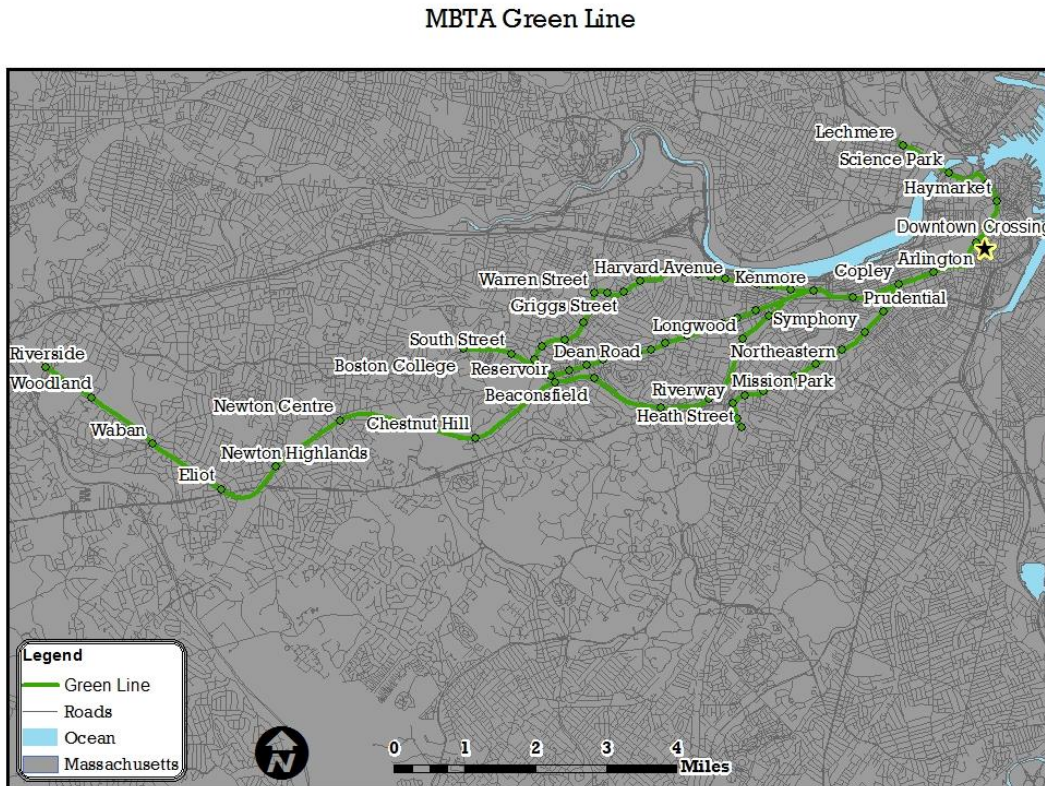 MBTA Green Line
Lechmere
Science Park
Haymarket
Downtown Crossing
Arlington
Copley
Harvard Avenue
Kenmore
Warren Street
Prudential
Griggs Street
Symphony
Longwood
South Street
Dean Road
Northeastern
Riverside
Boston College
Reservoir
Woodland
Mission Park
Riverway
Beaconsfield
Newton Centre
Heath Street
Chestnut Hill
Waban
Newton Highlands
Eliot
Legend
Green Line
Roads
Ocean
Massachusetts
N
0 1 2 3 4
Miles